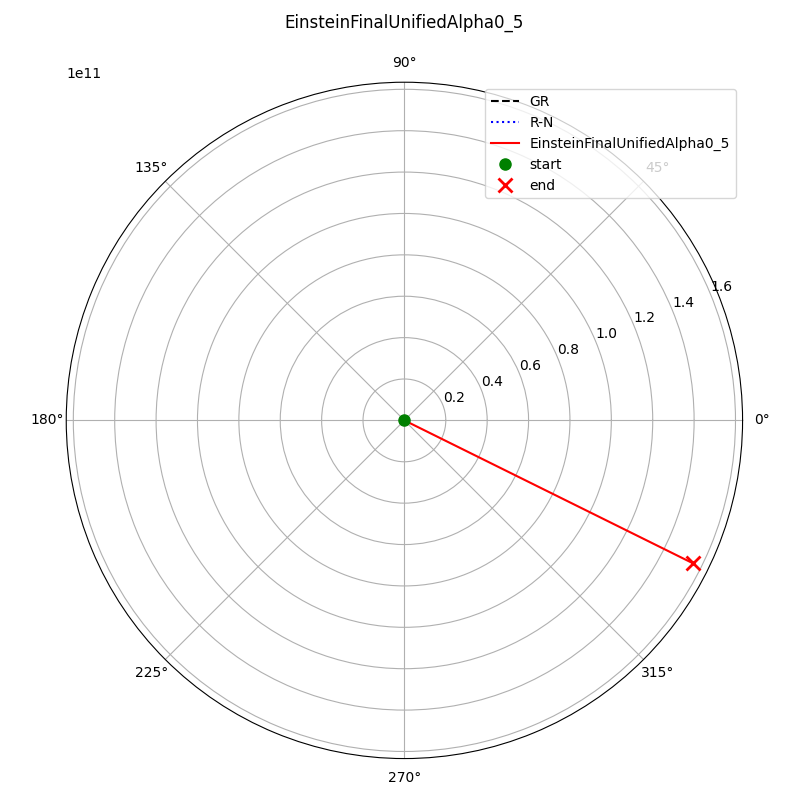 EinsteinFinalUnifiedAlpha0_5
1e11
90°
GR
R-N
EinsteinFinalUnifiedAlpha0_5
start
end
135°
45°
1.6
1.4
1.2
1.0
0.8
0.6
0.4
0.2
180°
0°
225°
315°
270°